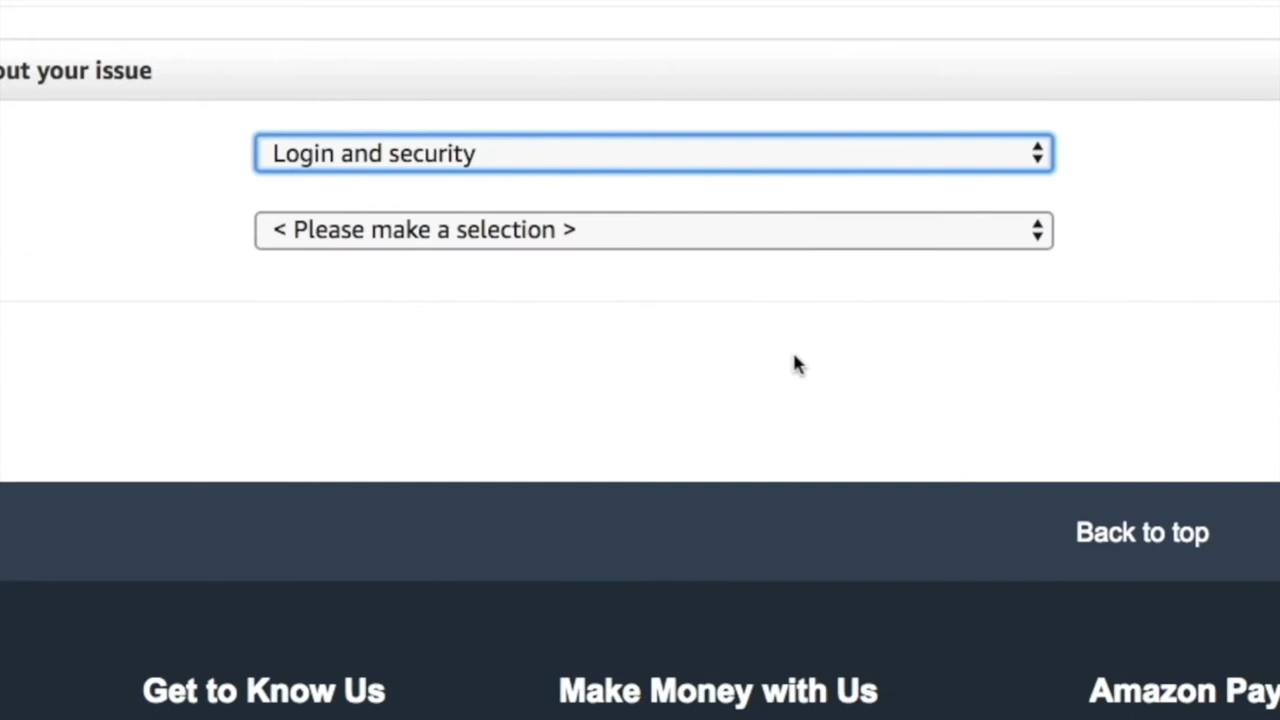 out your issue
Login and security
< Please make a selection >
Back to top
Get to Know Us
Make Money with Us
Amazon Pay